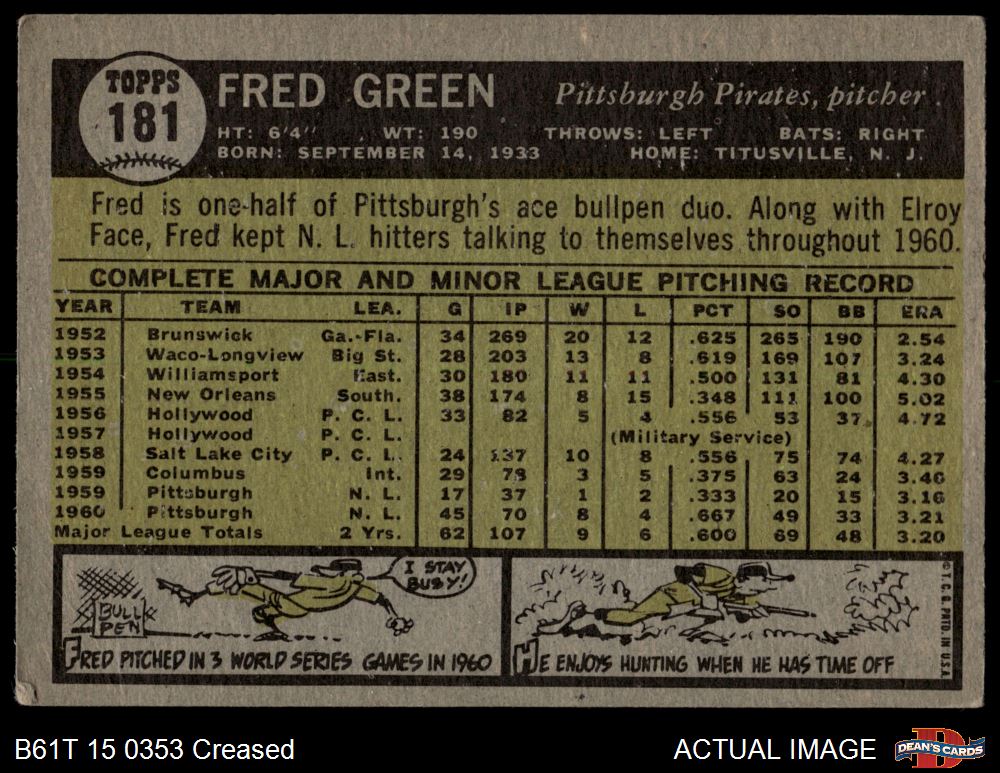 TOPPS
181
FRED GREEN
Pittsburgh Pirates, pitcher
HT: 6'4" WT: 190 THROWS: LEFT BATS: RIGHT
BORN: SEPTEMBER 14, 1933 HOME: TITUSVILLE, N. J.
Fred is one-half of Pittsburgh's ace bullpen duo. Along with Elroy
Face, Fred kept N. L. hitters talking to themselves throughout 1960.
COMPLETE MAJOR AND MINOR LEAGUE PITCHING RECORD
YEAR TEAM LEA. G IP W L PCT SO BB ERA
1952 Brunswick Ga.-Fla. 34 269 20 12 .625 265 190 2.54
1953 Waco-Longview Big St. 28 203 13 8 .619 169 107 3.24
1954 Williamsport East. 30 180 11 11 .500 131 81 4.30
1955 New Orleans South. 38 174 8 15 .348 111 100 5.02
1956 Hollywood P. C. L. 33 82 5 4 .556 53 37 4.72
1957 Hollywood P. C. L. (Military Service)
1958 Salt Lake City P. C. L. 24 137 10 8 .556 75 74 4.27
1959 Columbus Int. 29 78 3 5 .375 63 24 3.46
1959 Pittsburgh N. L. 17 37 1 2 .333 20 15 3.16
1960 Pittsburgh N. L. 45 70 8 4 .667 49 33 3.21
Major League Totals 2 Yrs. 62 107 9 6 .600 69 48 3.20
I STAY
BUSY!
BULL
PEN
FRED PITCHED IN 3 WORLD SERIES GAMES IN 1960
HE ENJOYS HUNTING WHEN HE HAS TIME OFF
© T. C. G. PRTD. IN U.S.A.
B61T 15 0353 Creased
ACTUAL IMAGE
DEAN'S CARDS